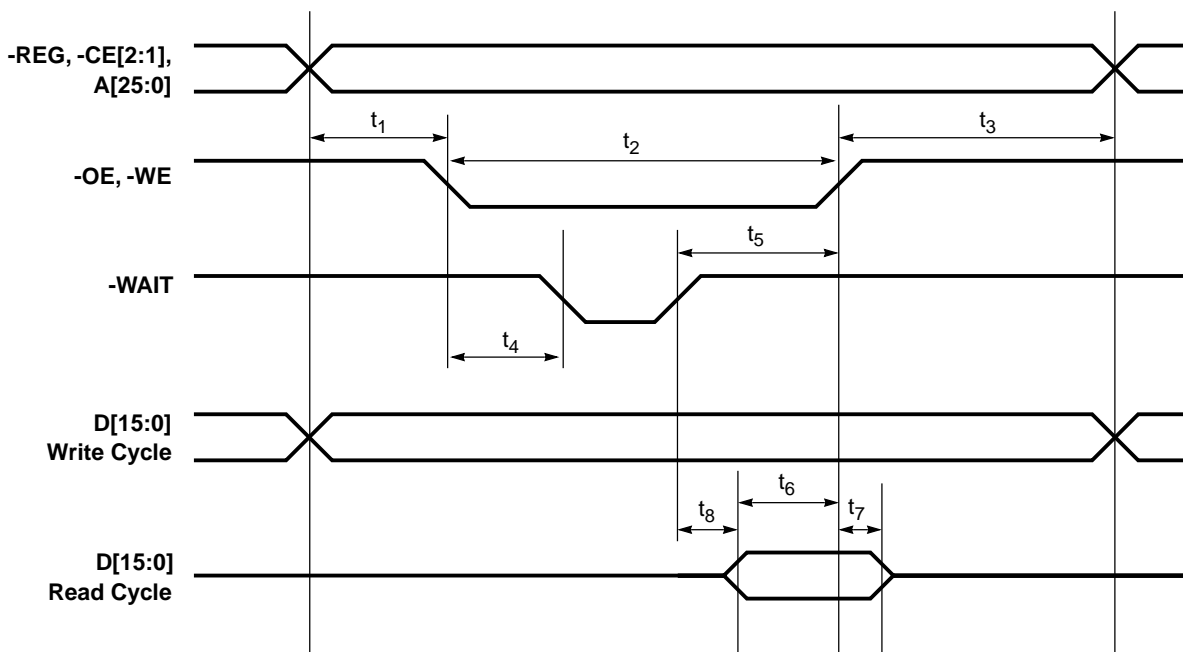 -REG, -CE[2:1],
A[25:0]
t1
t2
t3
-OE, -WE
t5
-WAIT
t4
D[15:0]
Write Cycle
t6
t7
t8
D[15:0]
Read Cycle